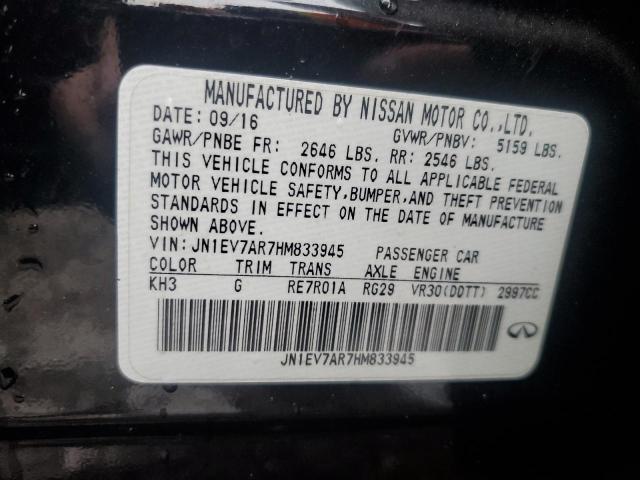 MANUFACTURED BY NISSAN MOTOR CO.,LTD.
DATE: 09/16 GVWR/PNBV: 5159 LBS.
GAWR/PNBE FR: 2646 LBS. RR: 2546 LBS.
THIS VEHICLE CONFORMS TO ALL APPLICABLE FEDERAL
MOTOR VEHICLE SAFETY,BUMPER,AND THEFT PREVENTION
STANDARDS IN EFFECT ON THE DATE OF MANUFACTURE
SHOWN ABOVE.
VIN: JN1EV7AR7HM833945 PASSENGER CAR
COLOR TRIM TRANS AXLE ENGINE
KH3 G RE7R01A RG29 VR30(DDTT) 2997CC
JN1EV7AR7HM833945